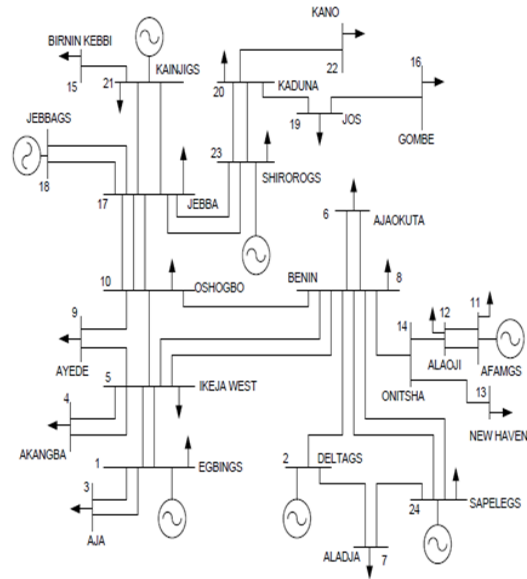 KANO
BIRNIN KEBBI
KAINJIGS
16
15
21
20
KADUNA
22
JEBBAGS
19
JOS
GOMBE
23
SHIROROGS
18
17
JEBBA
6
AJAOKUTA
10
OSHOGBO
BENIN
8
9
14
12
11
AYEDE
ALAOJI
AFAMGS
5
IKEJA WEST
ONITSHA
13
4
NEW HAVEN
AKANGBA
1
EGBINGS
2
DELTAGS
3
SAPELEGS
24
AJA
ALADJA
7